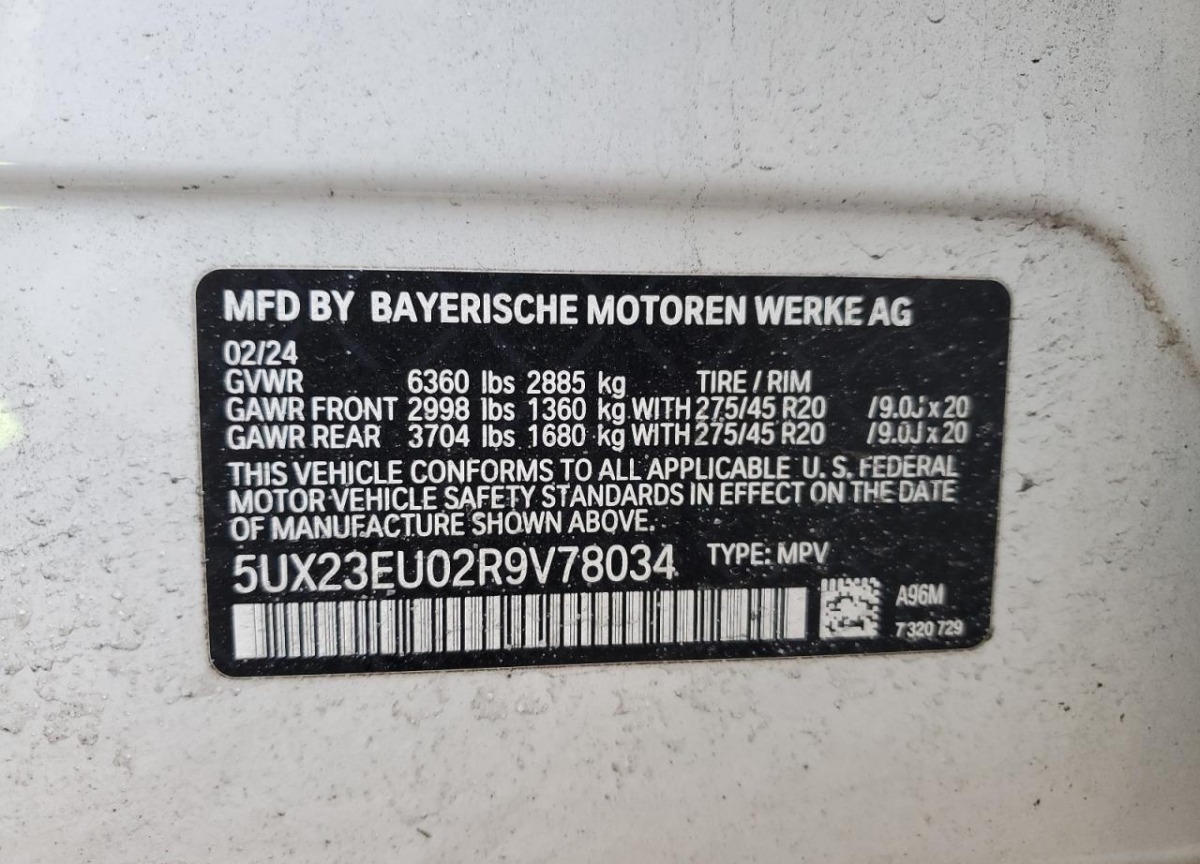 MFD BY BAYERISCHE MOTOREN WERKE AG
02/24
GVWR 6360 lbs 2885 kg TIRE / RIM
GAWR FRONT 2998 lbs 1360 kg WITH 275/45 R20 /9.0J x 20
GAWR REAR 3704 lbs 1680 kg WITH 275/45 R20 /9.0J x 20
THIS VEHICLE CONFORMS TO ALL APPLICABLE U. S. FEDERAL
MOTOR VEHICLE SAFETY STANDARDS IN EFFECT ON THE DATE
OF MANUFACTURE SHOWN ABOVE.
5UX23EU02R9V78034 TYPE: MPV
A96M
7 320 729